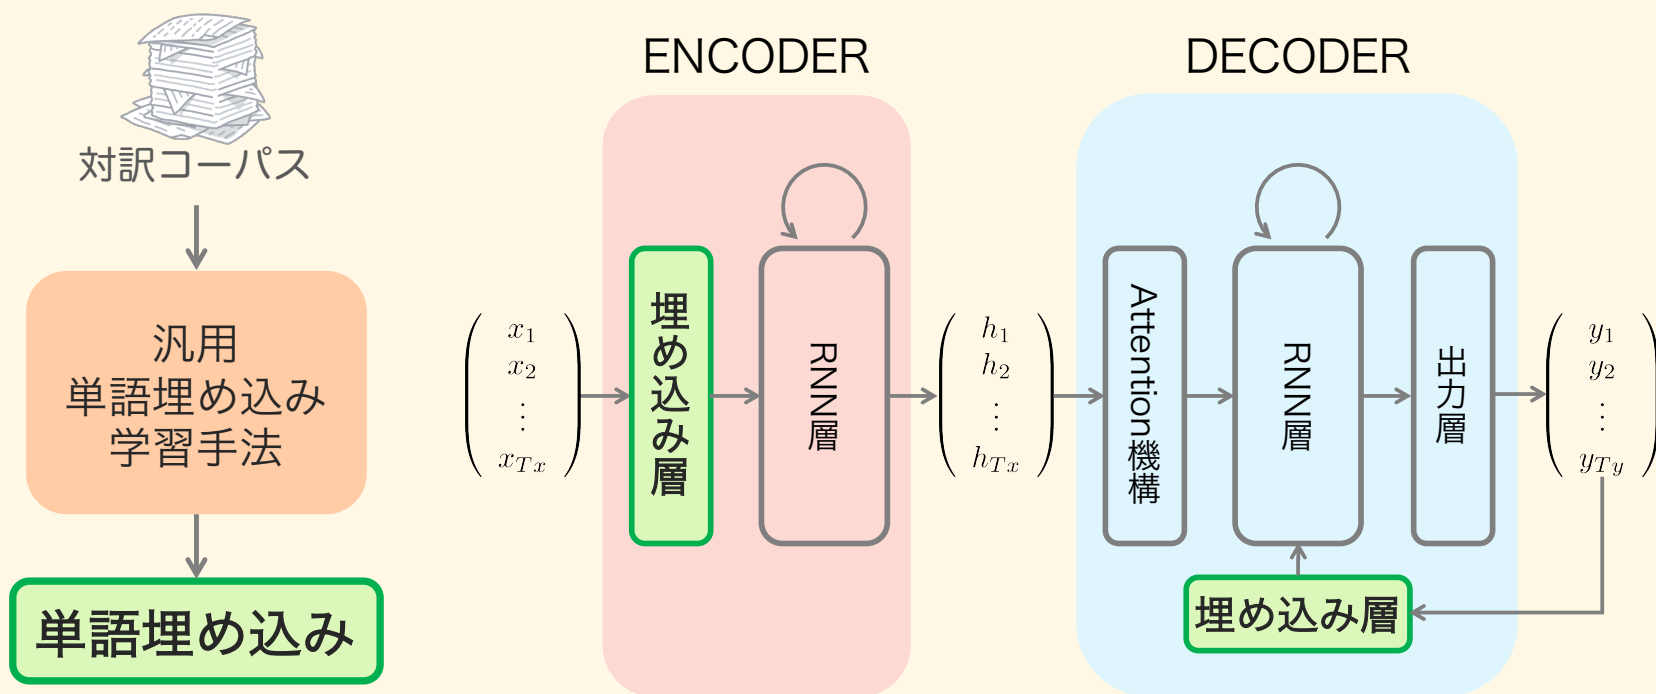 対訳コーパス
汎用
単語埋め込み
学習手法
単語埋め込み
ENCODER
x1
x2
⋮
xTx
埋め込み層
RNN層
h1
h2
⋮
hTx
DECODER
Attention機構
RNN層
出力層
埋め込み層
y1
y2
⋮
yTy